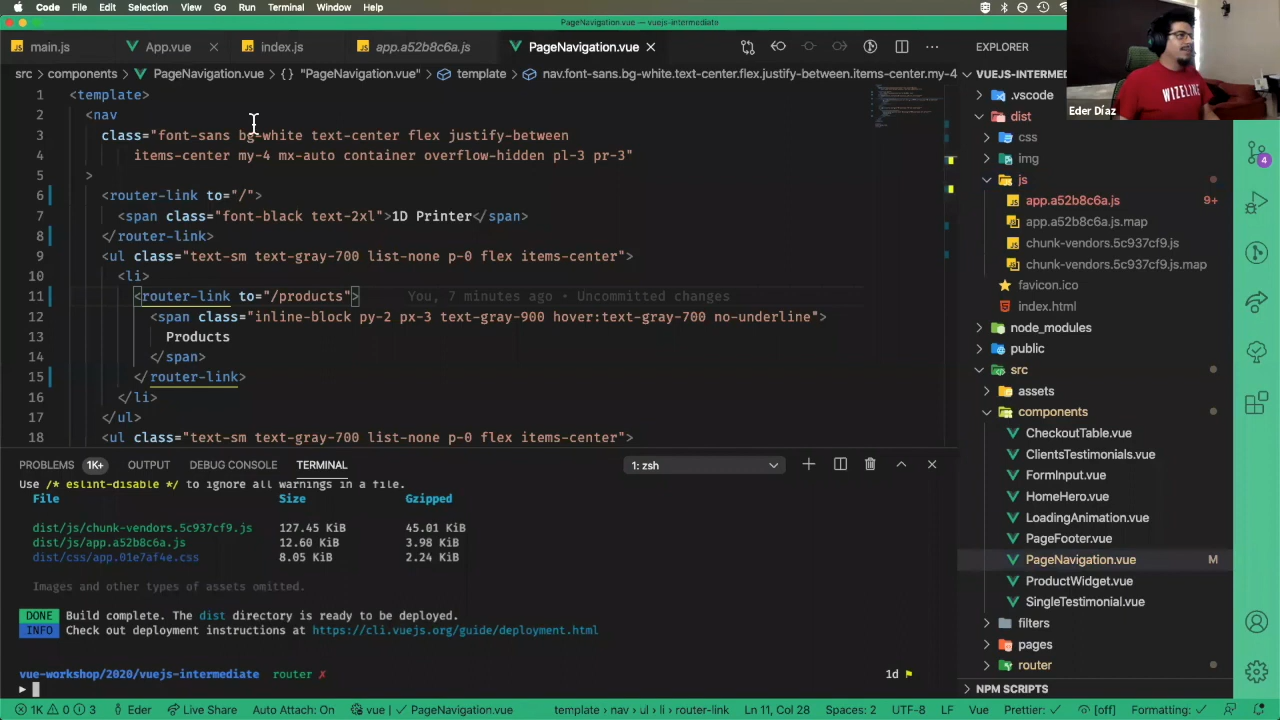 Code File Edit Selection View Go Run Terminal Window Help
PageNavigation.vue — vuejs-intermediate
main.js App.vue index.js app.a52b8c6a.js PageNavigation.vue
EXPLORER
src components PageNavigation.vue {} "PageNavigation.vue" template nav.font-sans.bg-white.text-center.flex.justify-between.items-center.my-4
1 <template>
2 <nav
3 class="font-sans bg-white text-center flex justify-between
4 items-center my-4 mx-auto container overflow-hidden pl-3 pr-3"
5 >
6 <router-link to="/">
7 <span class="font-black text-2xl">1D Printer</span>
8 </router-link>
9 <ul class="text-sm text-gray-700 list-none p-0 flex items-center">
10 <li>
11 <router-link to="/products"> You, 7 minutes ago • Uncommitted changes
12 <span class="inline-block py-2 px-3 text-gray-900 hover:text-gray-700 no-underline">
13 Products
14 </span>
15 </router-link>
16 </li>
17 </ul>
18 <ul class="text-sm text-gray-700 list-none p-0 flex items-center">
PROBLEMS 1K+ OUTPUT DEBUG CONSOLE TERMINAL 1: zsh
Use /* eslint-disable */ to ignore all warnings in a file.
File Size Gzipped
dist/js/chunk-vendors.5c937cf9.js 127.45 KiB 45.01 KiB
dist/js/app.a52b8c6a.js 12.60 KiB 3.98 KiB
dist/css/app.01e7af4e.css 8.05 KiB 2.24 KiB
Images and other types of assets omitted.
DONE Build complete. The dist directory is ready to be deployed.
INFO Check out deployment instructions at https://cli.vuejs.org/guide/deployment.html
vue-workshop/2020/vuejs-intermediate router ✗ 1d
VUEJS-INTERM
.vscode
dist
css
img
js
app.a52b8c6a.js 9+
app.a52b8c6a.js.map
chunk-vendors.5c937cf9.js
chunk-vendors.5c937cf9.js.map
favicon.ico
index.html
node_modules
public
src
assets
components
CheckoutTable.vue
ClientsTestimonials.vue
FormInput.vue
HomeHero.vue
LoadingAnimation.vue
PageFooter.vue
PageNavigation.vue M
ProductWidget.vue
SingleTestimonial.vue
filters
pages
router
NPM SCRIPTS
WIZELINE
Eder Díaz
4
1K 0 3 Eder Live Share Auto Attach: On vue | ✓ PageNavigation.vue template › nav › ul › li › router-link Ln 11, Col 28 Spaces: 2 UTF-8 LF Vue Prettier: ✓ [off] Formatting: ✓